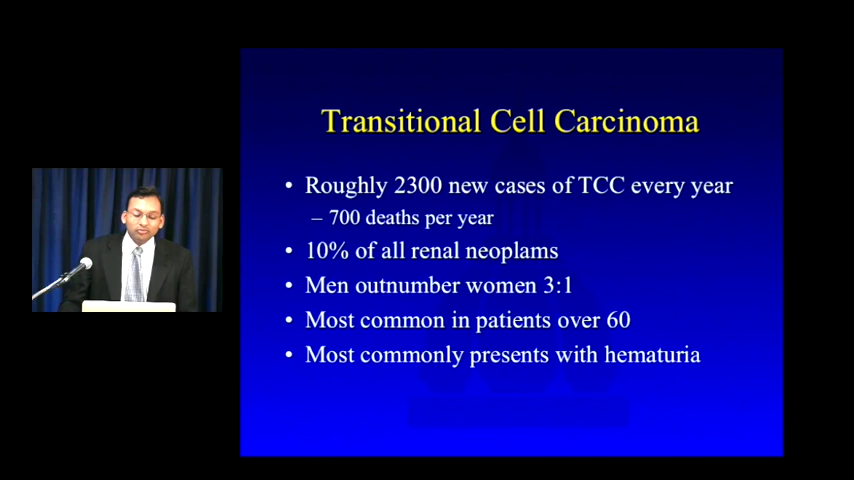 Transitional Cell Carcinoma
• Roughly 2300 new cases of TCC every year
– 700 deaths per year
• 10% of all renal neoplams
• Men outnumber women 3:1
• Most common in patients over 60
• Most commonly presents with hematuria